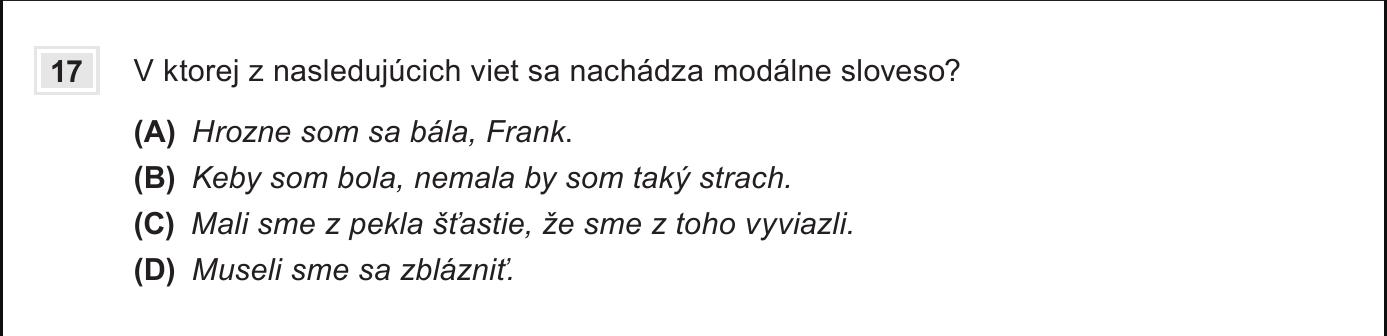 17 V ktorej z nasledujúcich viet sa nachádza modálne sloveso?
(A) Hrozne som sa bála, Frank.
(B) Keby som bola, nemala by som taký strach.
(C) Mali sme z pekla šťastie, že sme z toho vyviazli.
(D) Museli sme sa zblázniť.